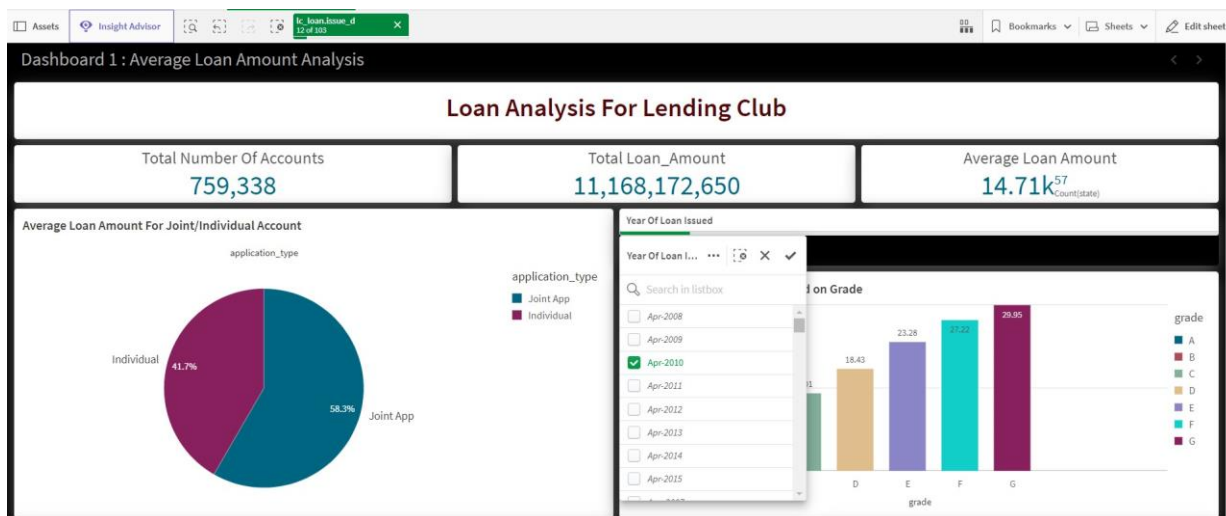 Assets
Insight Advisor
lc_loan.issue_d
12 of 103
Bookmarks
Sheets
Edit sheet
Dashboard 1 : Average Loan Amount Analysis
Loan Analysis For Lending Club
Total Number Of Accounts
759,338
Total Loan_Amount
11,168,172,650
Average Loan Amount
14.71k
57
Count(state)
Average Loan Amount For Joint/Individual Account
application_type
Individual
41.7%
58.3%
Joint App
application_type
Joint App
Individual
Year Of Loan Issued
Year Of Loan I... ...
Search in listbox
Apr-2008
Apr-2009
Apr-2010
Apr-2011
Apr-2012
Apr-2013
Apr-2014
Apr-2015
d on Grade
18.43
23.28
27.22
29.95
D E F G
grade
grade
A
B
C
D
E
F
G